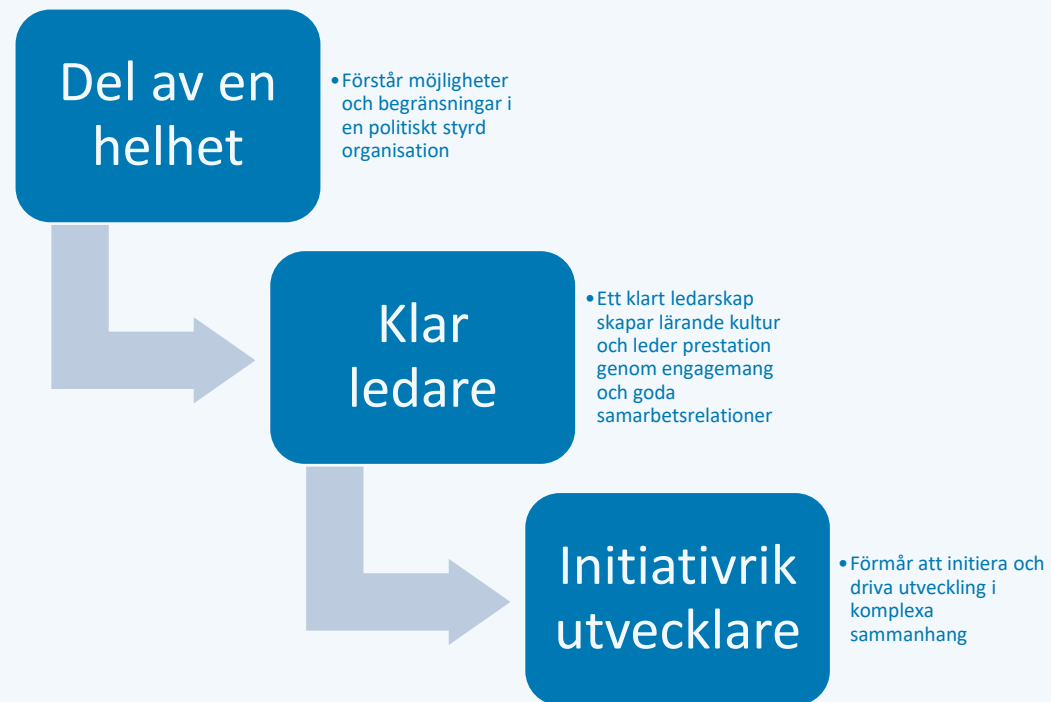 Del av en
helhet
•Förstår möjligheter
och begränsningar i
en politiskt styrd
organisation
Klar
ledare
•Ett klart ledarskap
skapar lärande kultur
och leder prestation
genom engagemang
och goda
samarbetsrelationer
Initiativrik
utvecklare
•Förmår att initiera och
driva utveckling i
komplexa
sammanhang